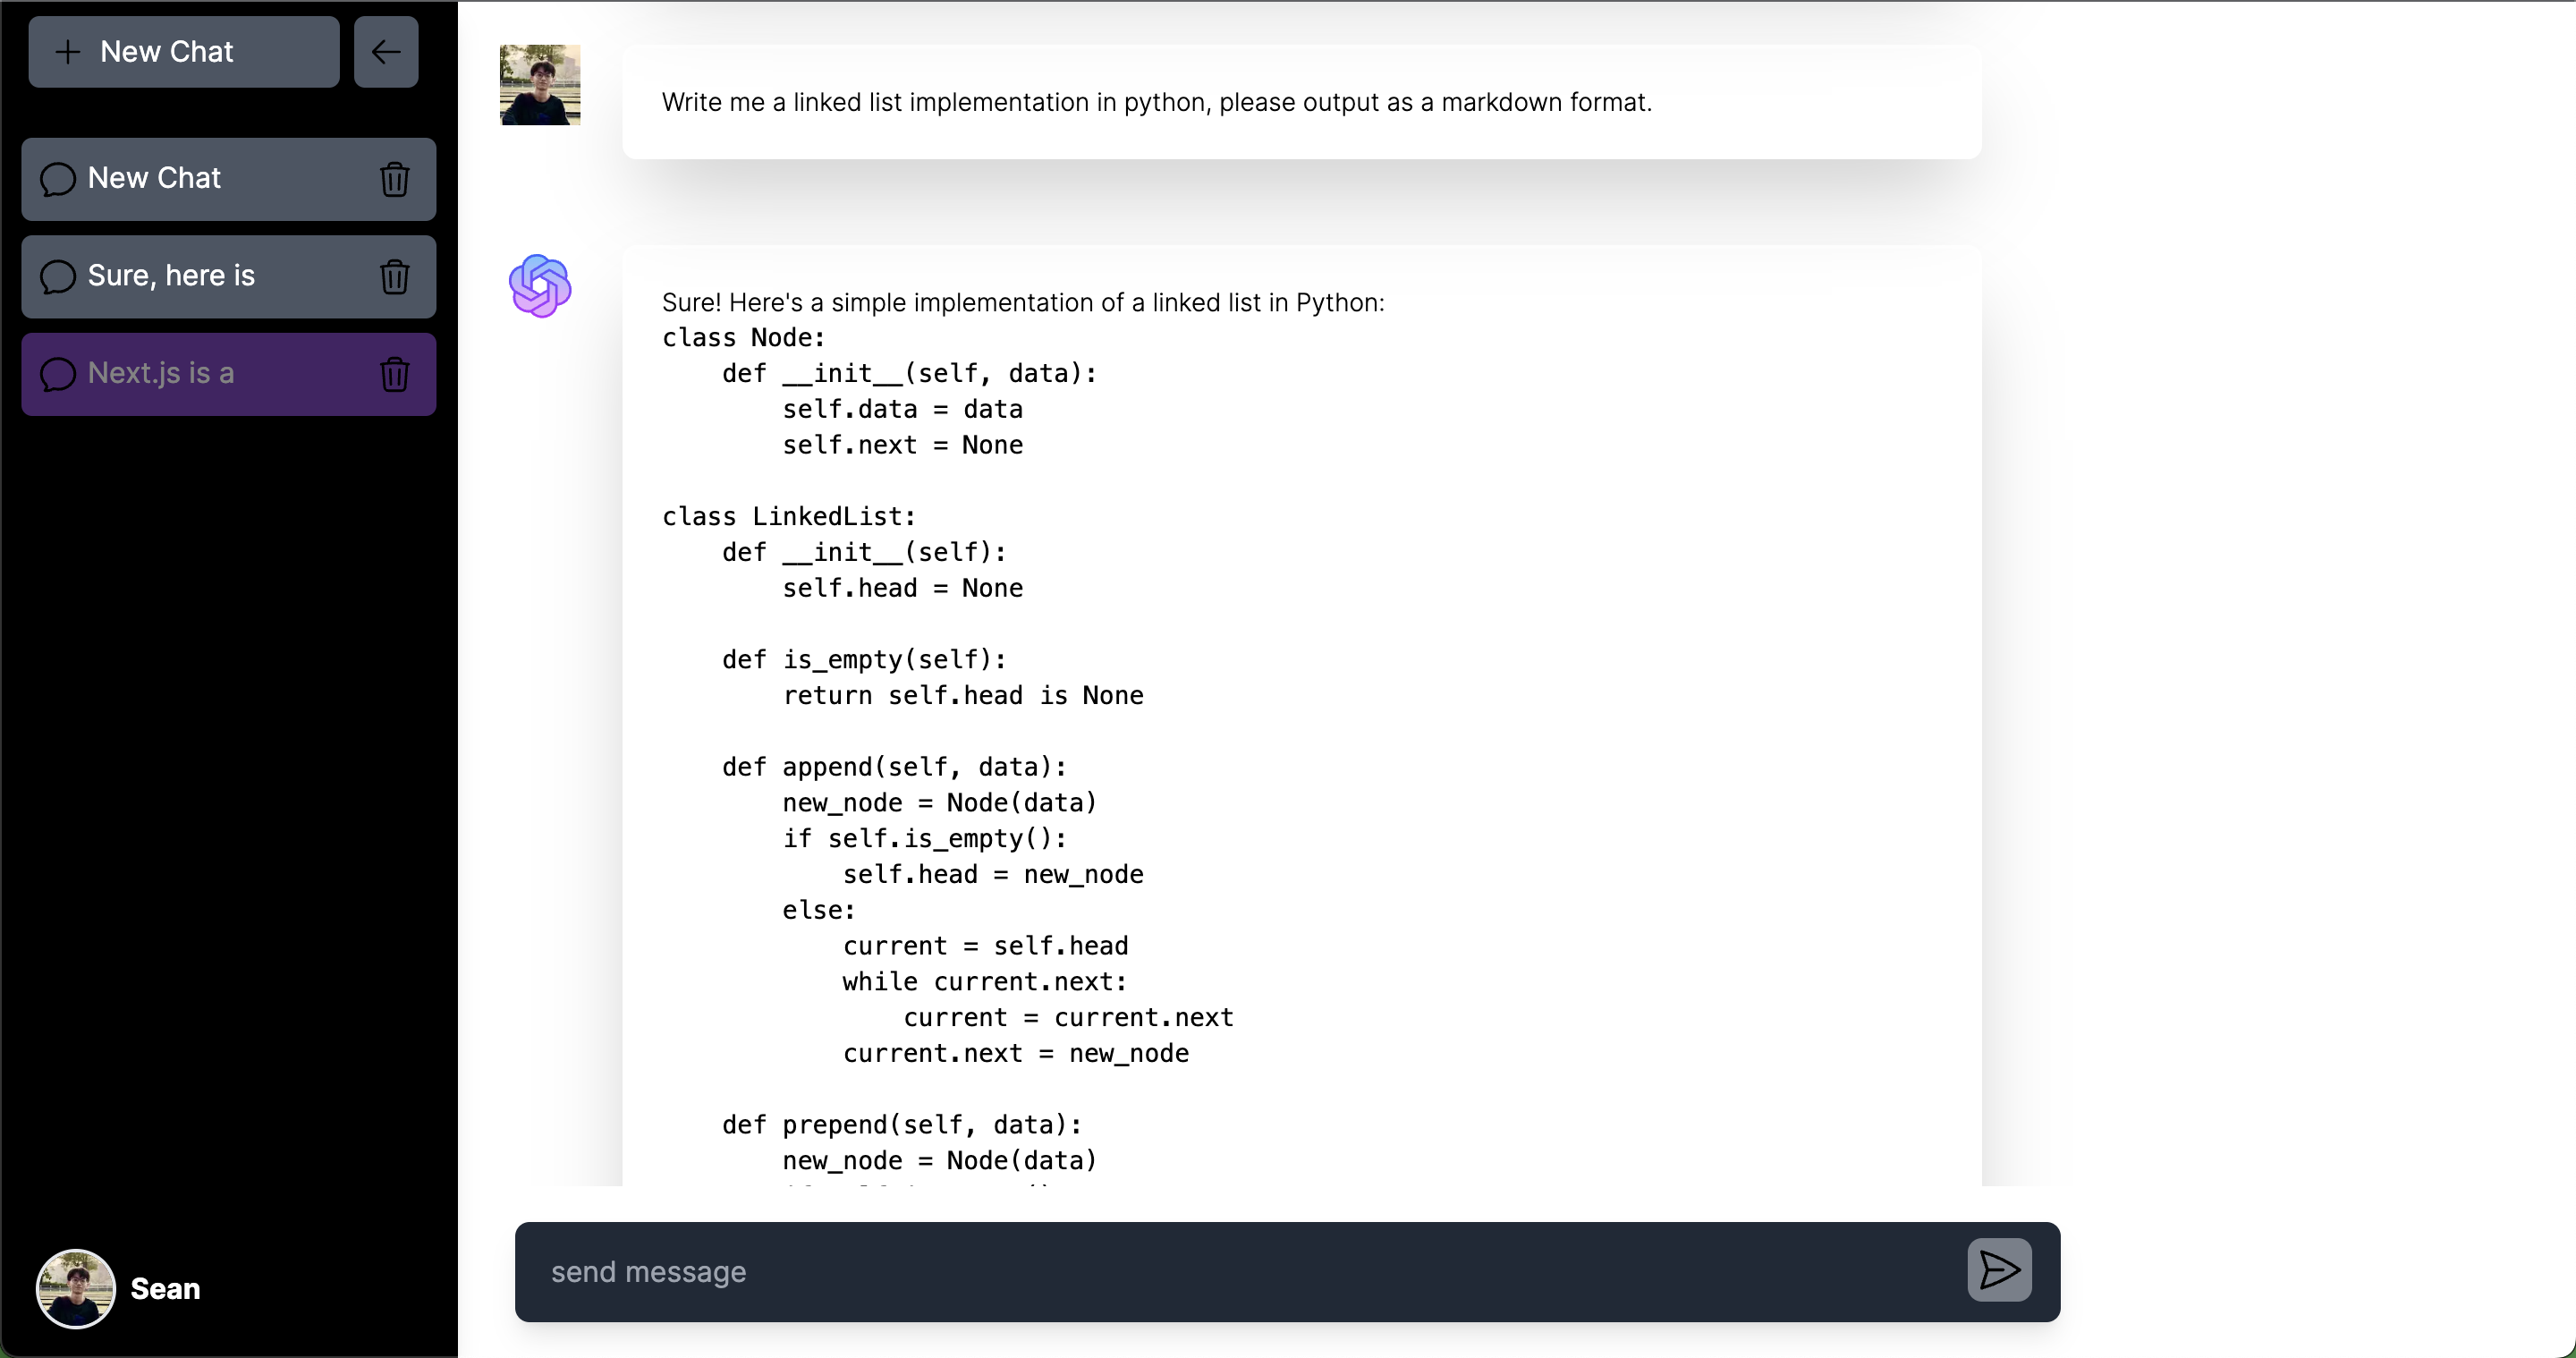 New Chat
New Chat
Sure, here is
Next.js is a
Sean
Write me a linked list implementation in python, please output as a markdown format.
Sure! Here's a simple implementation of a linked list in Python:
class Node:
    def __init__(self, data):
        self.data = data
        self.next = None
class LinkedList:
    def __init__(self):
        self.head = None
    def is_empty(self):
        return self.head is None
    def append(self, data):
        new_node = Node(data)
        if self.is_empty():
            self.head = new_node
        else:
            current = self.head
            while current.next:
                current = current.next
            current.next = new_node
    def prepend(self, data):
        new_node = Node(data)
send message